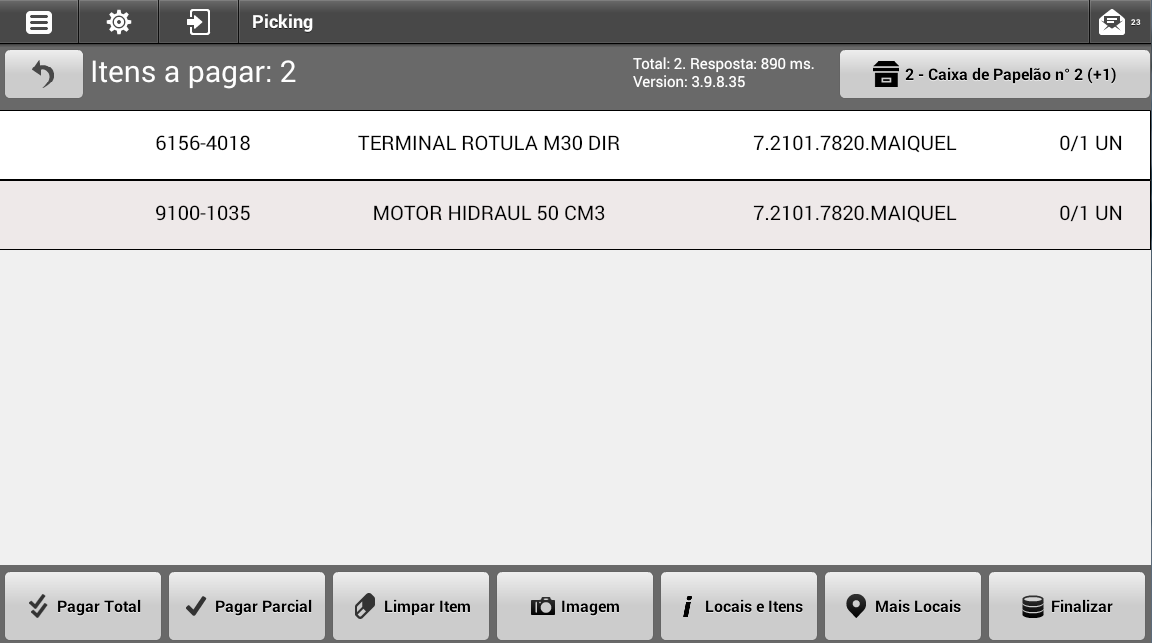 Picking
23
Itens a pagar: 2
Total: 2. Resposta: 890 ms.
Version: 3.9.8.35
2 - Caixa de Papelão n° 2 (+1)
6156-4018 TERMINAL ROTULA M30 DIR 7.2101.7820.MAIQUEL 0/1 UN
9100-1035 MOTOR HIDRAUL 50 CM3 7.2101.7820.MAIQUEL 0/1 UN
Pagar Total Pagar Parcial Limpar Item Imagem Locais e Itens Mais Locais Finalizar